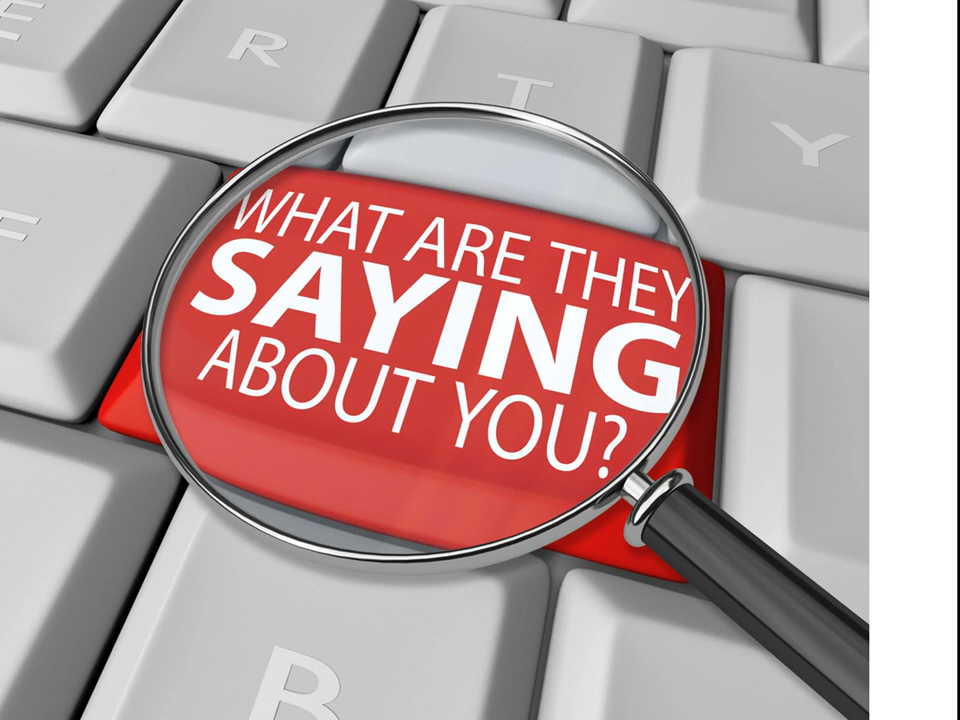 E R T Y
F
WHAT ARE THEY
SAYING
ABOUT YOU?
B